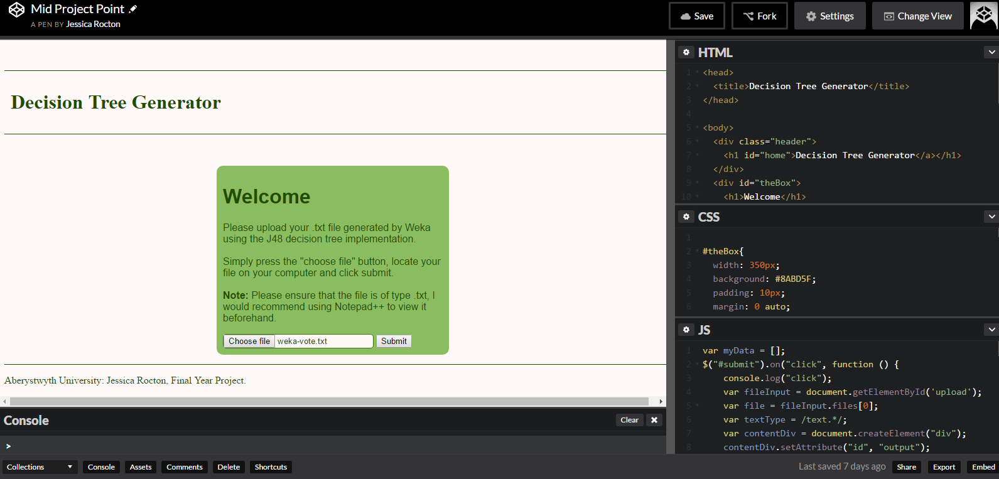 Mid Project Point
A PEN BY Jessica Rocton
Save
Fork
Settings
Change View
Decision Tree Generator
Welcome
Please upload your .txt file generated by Weka
using the J48 decision tree implementation.
Simply press the "choose file" button, locate your
file on your computer and click submit.
Note: Please ensure that the file is of type .txt, I
would recommend using Notepad++ to view it
beforehand.
Choose file weka-vote.txt Submit
Aberystwyth University: Jessica Rocton, Final Year Project.
Console
Clear
>
HTML
1 <head>
2 <title>Decision Tree Generator</title>
3 </head>
4
5 <body>
6 <div class="header">
7 <h1 id="home">Decision Tree Generator</a></h1>
8 </div>
9 <div id="theBox">
10 <h1>Welcome</h1>
CSS
1
2 #theBox{
3 width: 350px;
4 background: #8ABD5F;
5 padding: 10px;
6 margin: 0 auto;
JS
1 var myData = [];
2 $("#submit").on("click", function () {
3 console.log("click");
4 var fileInput = document.getElementById('upload');
5 var file = fileInput.files[0];
6 var textType = /text.*/;
7 var contentDiv = document.createElement("div");
8 contentDiv.setAttribute("id", "output");
Collections
Console
Assets
Comments
Delete
Shortcuts
Last saved 7 days ago
Share
Export
Embed